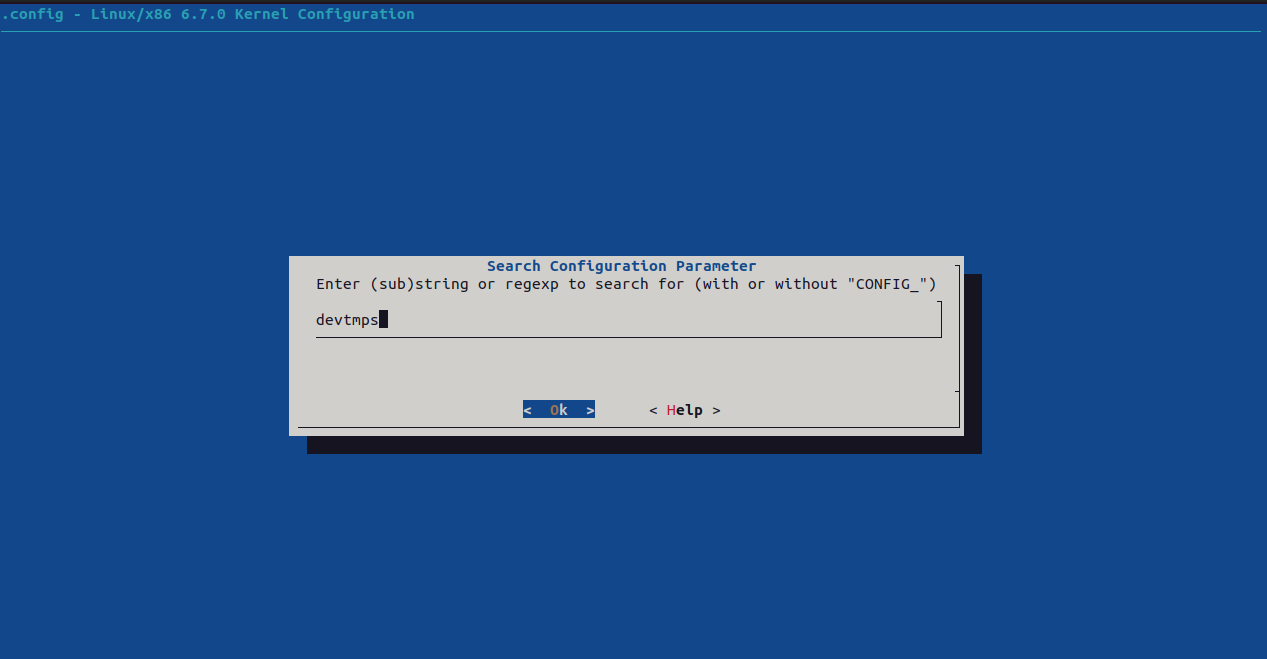 .config - Linux/x86 6.7.0 Kernel Configuration
Search Configuration Parameter
Enter (sub)string or regexp to search for (with or without "CONFIG_")
devtmps
< Ok > < Help >